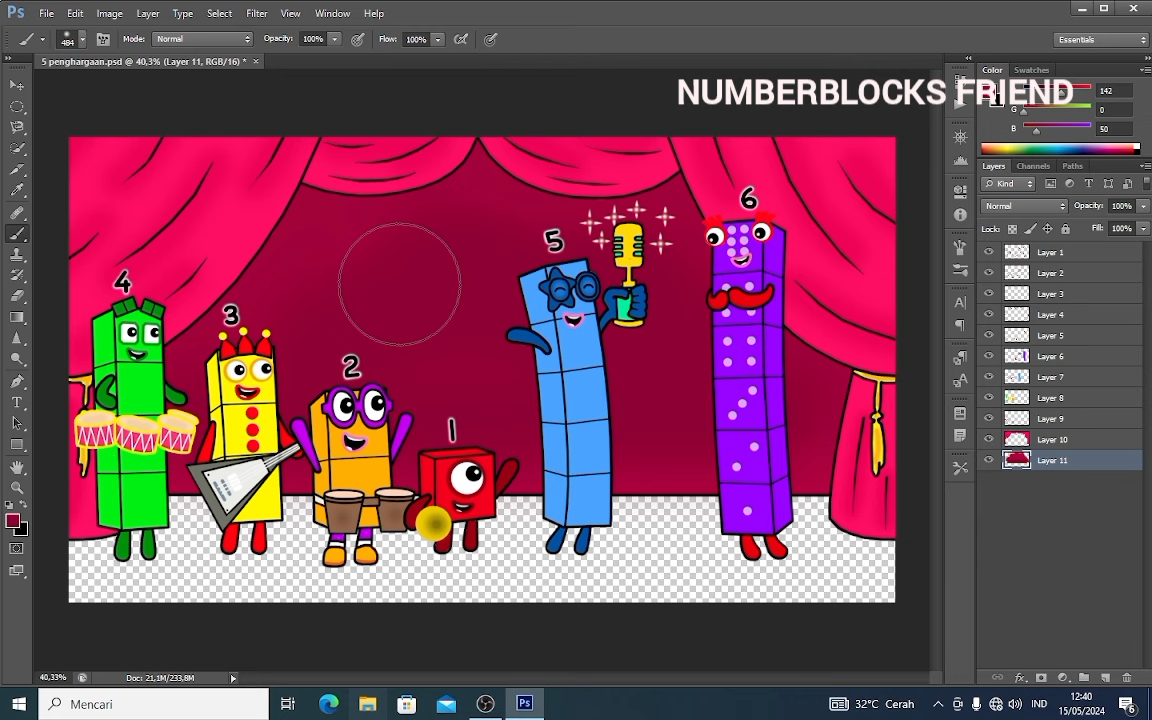 Ps File Edit Image Layer Type Select Filter View Window Help
484 Mode: Normal Opacity: 100% Flow: 100% Essentials
5 penghargaan.psd @ 40,3% (Layer 11, RGB/16) * ×
NUMBERBLOCKS FRIEND
Color Swatches
142
G 0
B 50
Layers Channels Paths
Kind
Normal Opacity: 100%
Lock: Fill: 100%
Layer 1
Layer 2
Layer 3
Layer 4
Layer 5
Layer 6
Layer 7
Layer 8
Layer 9
Layer 10
Layer 11
6
5
4
3
2
1
40,33% Doc: 21,1M/233,8M
Mencari
Ps
32°C Cerah
IND
12:40
15/05/2024
6